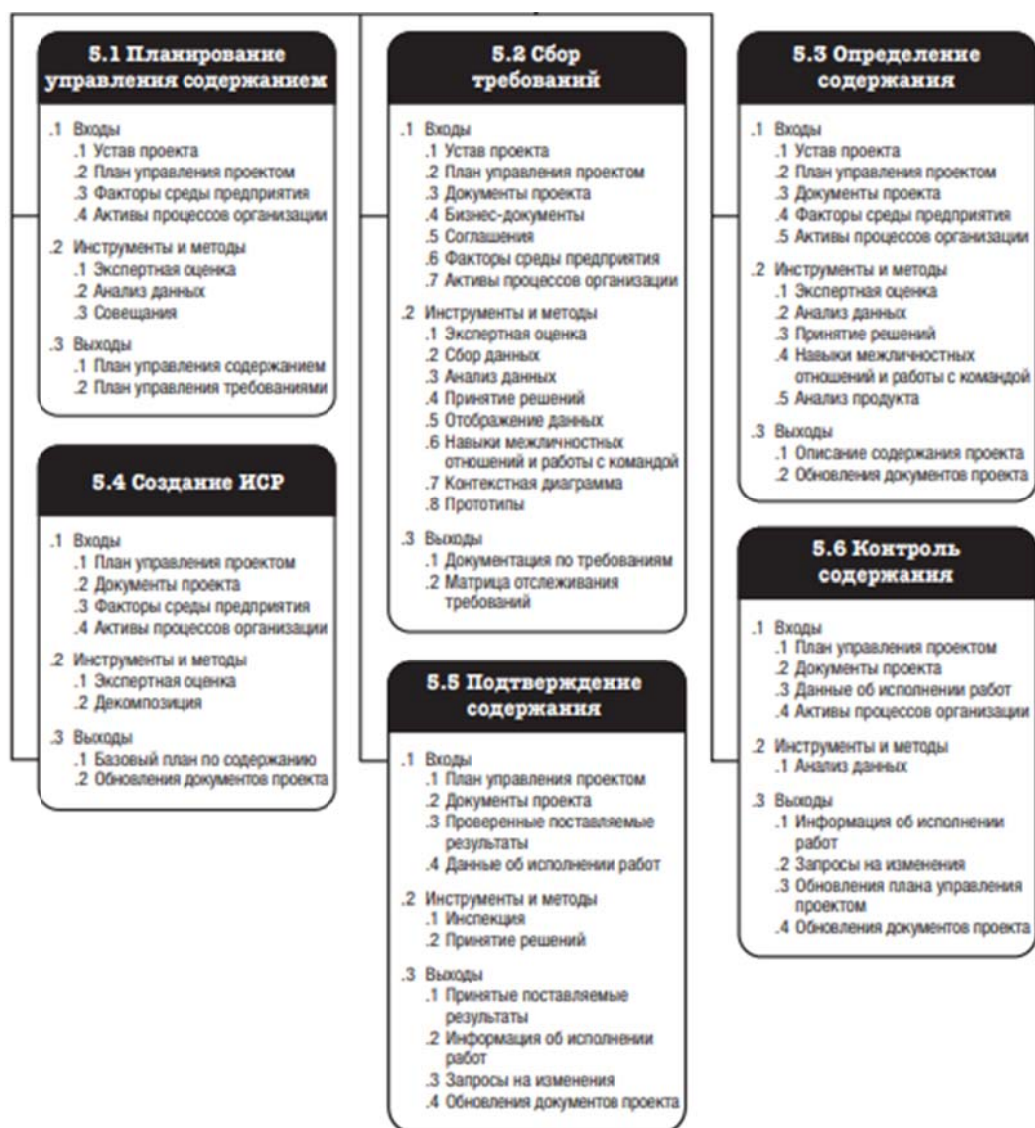 5.1 Планирование
управления содержанием
.1 Входы
.1 Устав проекта
.2 План управления проектом
.3 Факторы среды предприятия
.4 Активы процессов организации
.2 Инструменты и методы
.1 Экспертная оценка
.2 Анализ данных
.3 Совещания
.3 Выходы
.1 План управления содержанием
.2 План управления требованиями
5.2 Сбор
требований
.1 Входы
.1 Устав проекта
.2 План управления проектом
.3 Документы проекта
.4 Бизнес-документы
.5 Соглашения
.6 Факторы среды предприятия
.7 Активы процессов организации
.2 Инструменты и методы
.1 Экспертная оценка
.2 Сбор данных
.3 Анализ данных
.4 Принятие решений
.5 Отображение данных
.6 Навыки межличностных
отношений и работы с командой
.7 Контекстная диаграмма
.8 Прототипы
.3 Выходы
.1 Документация по требованиям
.2 Матрица отслеживания
требований
5.3 Определение
содержания
.1 Входы
.1 Устав проекта
.2 План управления проектом
.3 Документы проекта
.4 Факторы среды предприятия
.5 Активы процессов организации
.2 Инструменты и методы
.1 Экспертная оценка
.2 Анализ данных
.3 Принятие решений
.4 Навыки межличностных
отношений и работы с командой
.5 Анализ продукта
.3 Выходы
.1 Описание содержания проекта
.2 Обновления документов проекта
5.4 Создание ИСР
.1 Входы
.1 План управления проектом
.2 Документы проекта
.3 Факторы среды предприятия
.4 Активы процессов организации
.2 Инструменты и методы
.1 Экспертная оценка
.2 Декомпозиция
.3 Выходы
.1 Базовый план по содержанию
.2 Обновления документов проекта
5.5 Подтверждение
содержания
.1 Входы
.1 План управления проектом
.2 Документы проекта
.3 Проверенные поставляемые
результаты
.4 Данные об исполнении работ
.2 Инструменты и методы
.1 Инспекция
.2 Принятие решений
.3 Выходы
.1 Принятые поставляемые
результаты
.2 Информация об исполнении
работ
.3 Запросы на изменения
.4 Обновления документов проекта
5.6 Контроль
содержания
.1 Входы
.1 План управления проектом
.2 Документы проекта
.3 Данные об исполнении работ
.4 Активы процессов организации
.2 Инструменты и методы
.1 Анализ данных
.3 Выходы
.1 Информация об исполнении
работ
.2 Запросы на изменения
.3 Обновления плана управления
проектом
.4 Обновления документов проекта